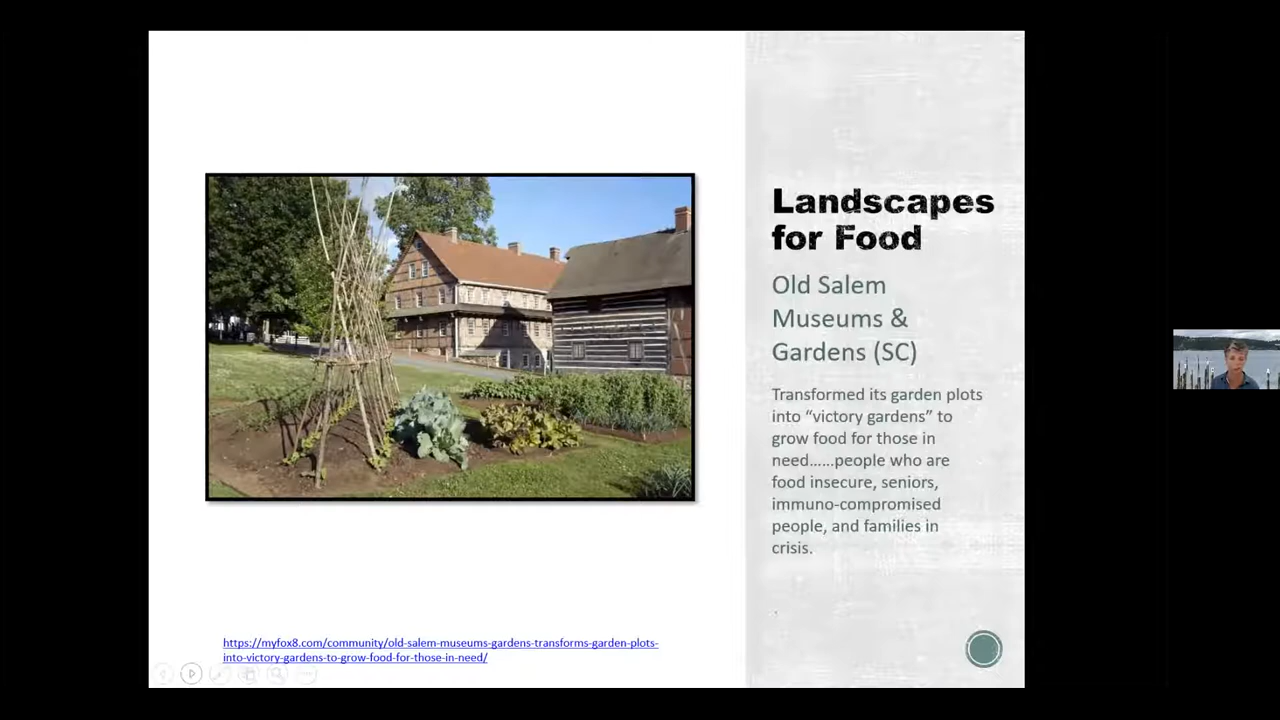 Landscapes
for Food
Old Salem
Museums &
Gardens (SC)
Transformed its garden plots
into “victory gardens” to
grow food for those in
need......people who are
food insecure, seniors,
immuno-compromised
people, and families in
crisis.
https://myfox8.com/community/old-salem-museums-gardens-transforms-garden-plots-
into-victory-gardens-to-grow-food-for-those-in-need/